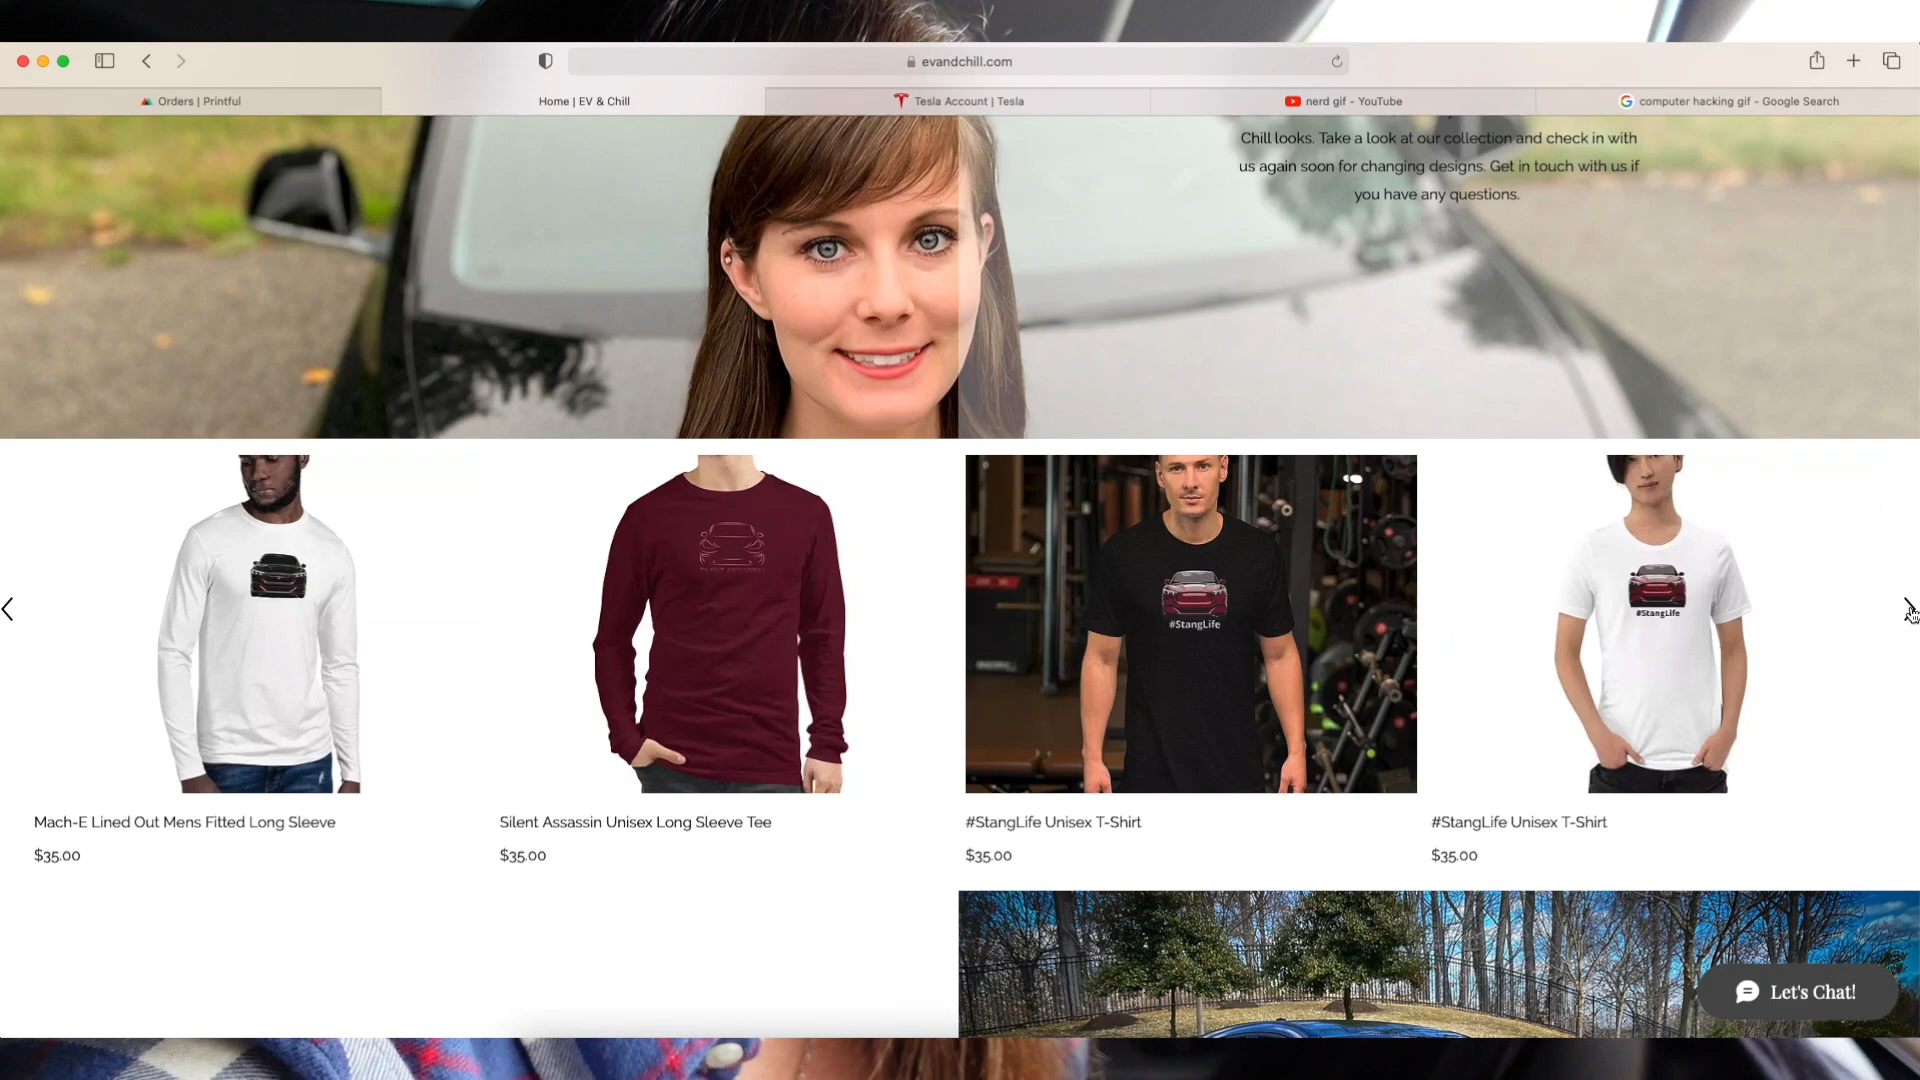 evandchill.com
Orders | Printful
Home | EV & Chill
Tesla Account | Tesla
nerd gif - YouTube
computer hacking gif - Google Search
Chill looks. Take a look at our collection and check in with
us again soon for changing designs. Get in touch with us if
you have any questions.
#StangLife
#StangLife
Mach-E Lined Out Mens Fitted Long Sleeve
Silent Assassin Unisex Long Sleeve Tee
#StangLife Unisex T-Shirt
#StangLife Unisex T-Shirt
$35.00
$35.00
$35.00
$35.00
Let's Chat!